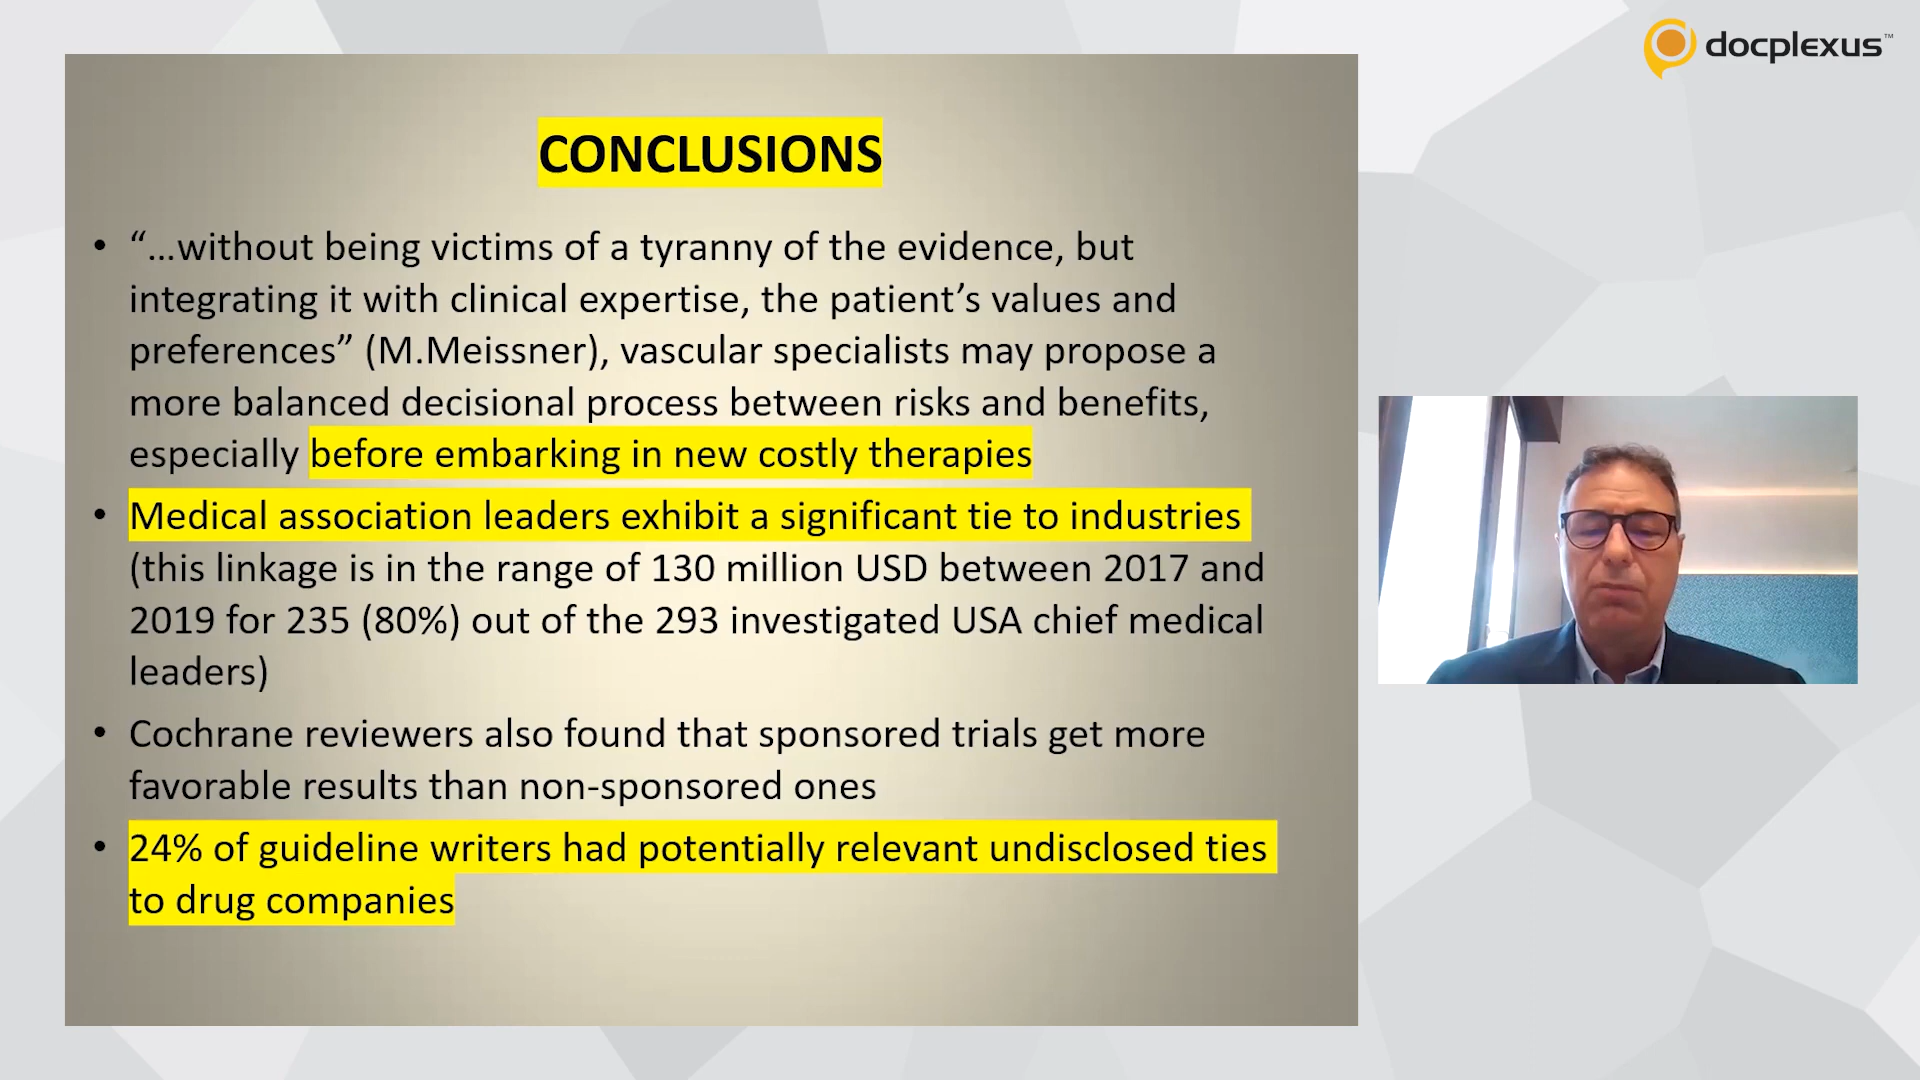 docplexus™
CONCLUSIONS
• “…without being victims of a tyranny of the evidence, but
integrating it with clinical expertise, the patient’s values and
preferences” (M.Meissner), vascular specialists may propose a
more balanced decisional process between risks and benefits,
especially before embarking in new costly therapies
• Medical association leaders exhibit a significant tie to industries
(this linkage is in the range of 130 million USD between 2017 and
2019 for 235 (80%) out of the 293 investigated USA chief medical
leaders)
• Cochrane reviewers also found that sponsored trials get more
favorable results than non-sponsored ones
• 24% of guideline writers had potentially relevant undisclosed ties
to drug companies